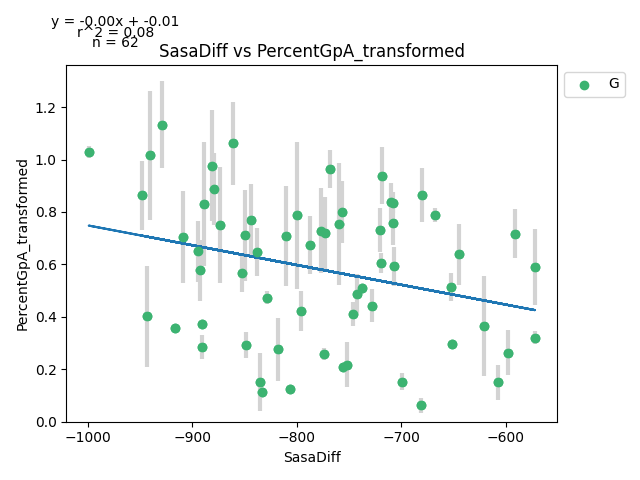 y = -0.00x + -0.01
r^2 = 0.08
n = 62
SasaDiff vs PercentGpA_transformed
G
1.2
1.0
0.8
0.6
0.4
0.2
0.0
PercentGpA_transformed
−1000 −900 −800 −700 −600
SasaDiff